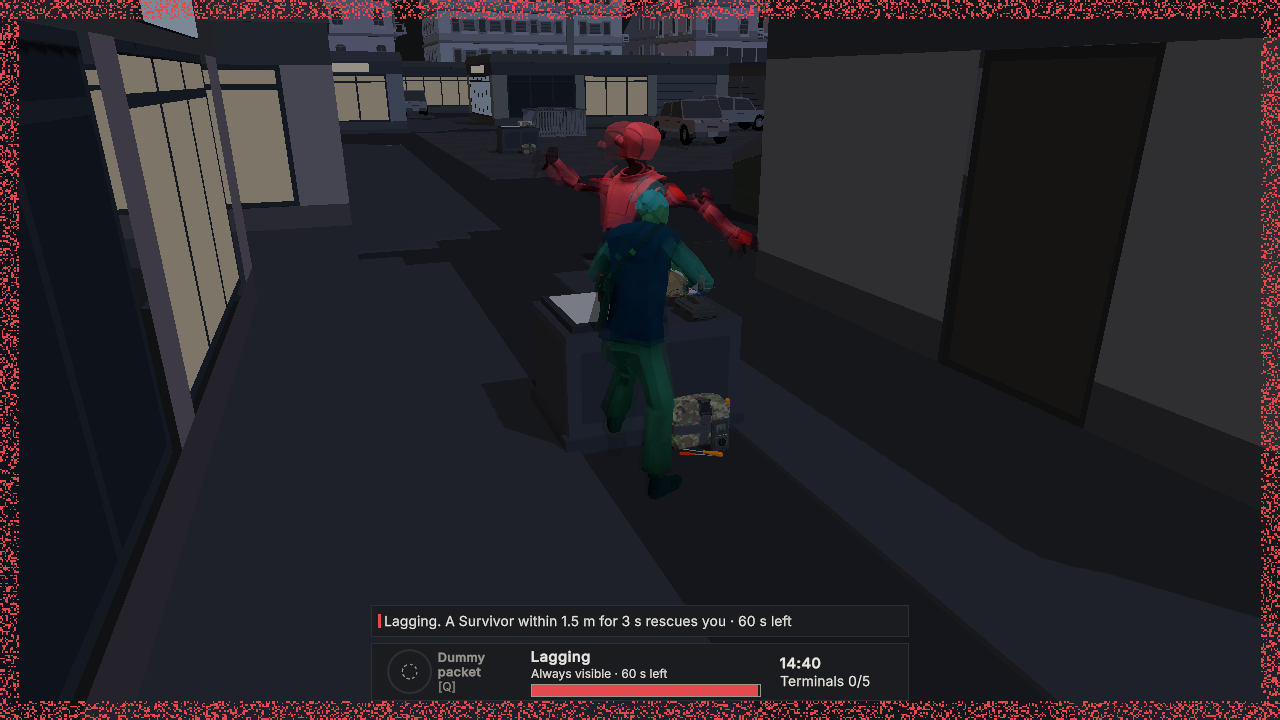 Lagging. A Survivor within 1.5 m for 3 s rescues you · 60 s left
Dummy
packet
[Q]
Lagging
Always visible · 60 s left
14:40
Terminals 0/5